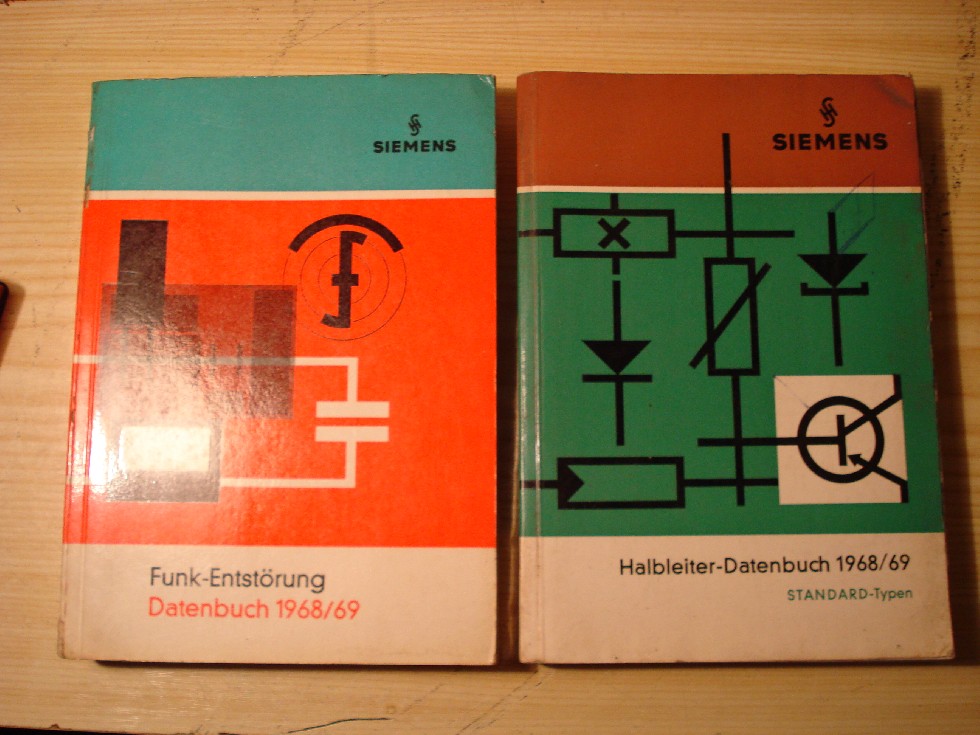 SIEMENS
Funk-Entstörung
Datenbuch 1968/69
SIEMENS
Halbleiter-Datenbuch 1968/69
STANDARD-Typen